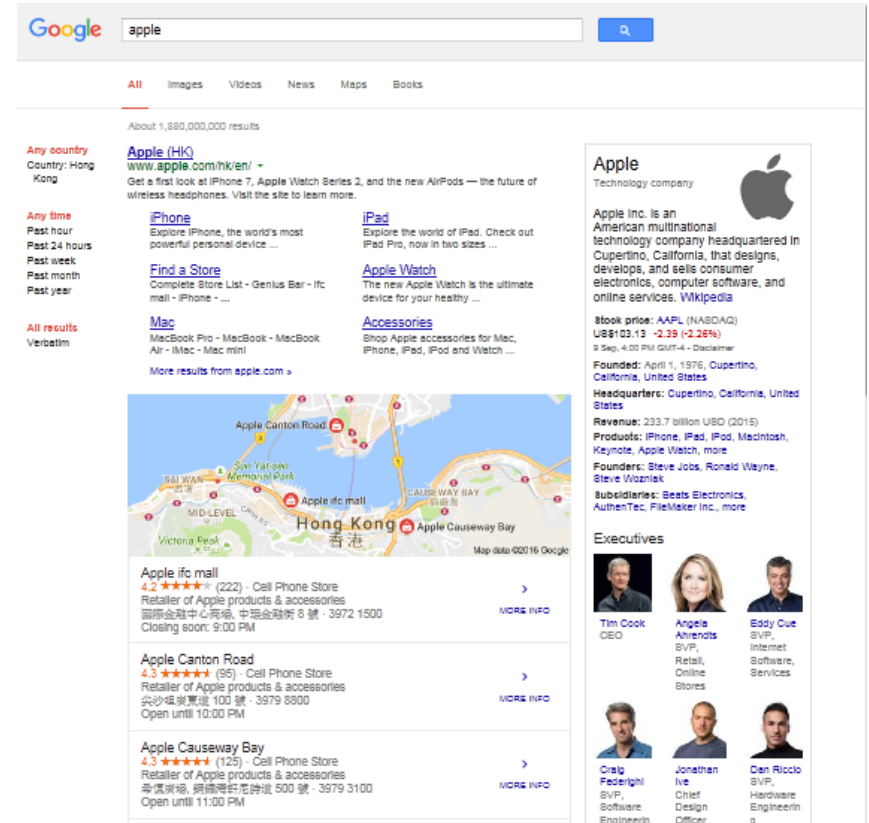 Google
apple
All Images Videos News Maps Books
About 1,880,000,000 results
Any country
Country: Hong
Kong
Any time
Past hour
Past 24 hours
Past week
Past month
Past year
All results
Verbatim
Apple (HK)
www.apple.com/hk/en/
Get a first look at iPhone 7, Apple Watch Series 2, and the new AirPods — the future of
wireless headphones. Visit the site to learn more.
iPhone
Explore iPhone, the world's most
powerful personal device ...
iPad
Explore the world of iPad. Check out
iPad Pro, now in two sizes ...
Find a Store
Complete Store List - Genius Bar - ifc
mall - iPhone - ...
Apple Watch
The new Apple Watch is the ultimate
device for your healthy ...
Mac
MacBook Pro - MacBook - MacBook
Air - iMac - Mac mini
Accessories
Shop Apple accessories for Mac,
iPhone, iPad, iPod and Watch ...
More results from apple.com »
Apple Canton Road
SAI WAN
西環
Sun Yat-sen
Memorial Park
Apple ifc mall
CAUSEWAY BAY
銅鑼灣
MID-LEVEL
Hong Kong
香港
Apple Causeway Bay
Victoria Peak
太平山
Map data ©2016 Google
Apple ifc mall
4.2 (222) · Cell Phone Store
Retailer of Apple products & accessories
國際金融中心商場, 中環金融街 8 號 · 3972 1500
Closing soon: 9:00 PM
MORE INFO
Apple Canton Road
4.3 (95) · Cell Phone Store
Retailer of Apple products & accessories
尖沙咀廣東道 100 號 · 3979 8800
Open until 10:00 PM
MORE INFO
Apple Causeway Bay
4.3 (125) · Cell Phone Store
Retailer of Apple products & accessories
希慎廣場, 銅鑼灣軒尼詩道 500 號 · 3979 3100
Open until 11:00 PM
MORE INFO
Apple
Technology company
Apple Inc. is an
American multinational
technology company headquartered in
Cupertino, California, that designs,
develops, and sells consumer
electronics, computer software, and
online services. Wikipedia
Stock price: AAPL (NASDAQ)
US$103.13 -2.39 (-2.26%)
9 Sep, 4:00 PM GMT-4 - Disclaimer
Founded: April 1, 1976, Cupertino,
California, United States
Headquarters: Cupertino, California, United
States
Revenue: 233.7 billion USD (2015)
Products: iPhone, iPad, iPod, Macintosh,
Keynote, Apple Watch, more
Founders: Steve Jobs, Ronald Wayne,
Steve Wozniak
Subsidiaries: Beats Electronics,
AuthenTec, FileMaker Inc., more
Executives
Tim Cook
CEO
Angela
Ahrendts
SVP,
Retail,
Online
Stores
Eddy Cue
SVP,
Internet
Software,
Services
Craig
Federighi
SVP,
Software
Engineerin
Jonathan
Ive
Chief
Design
Officer
Dan Riccio
SVP,
Hardware
Engineerin
g